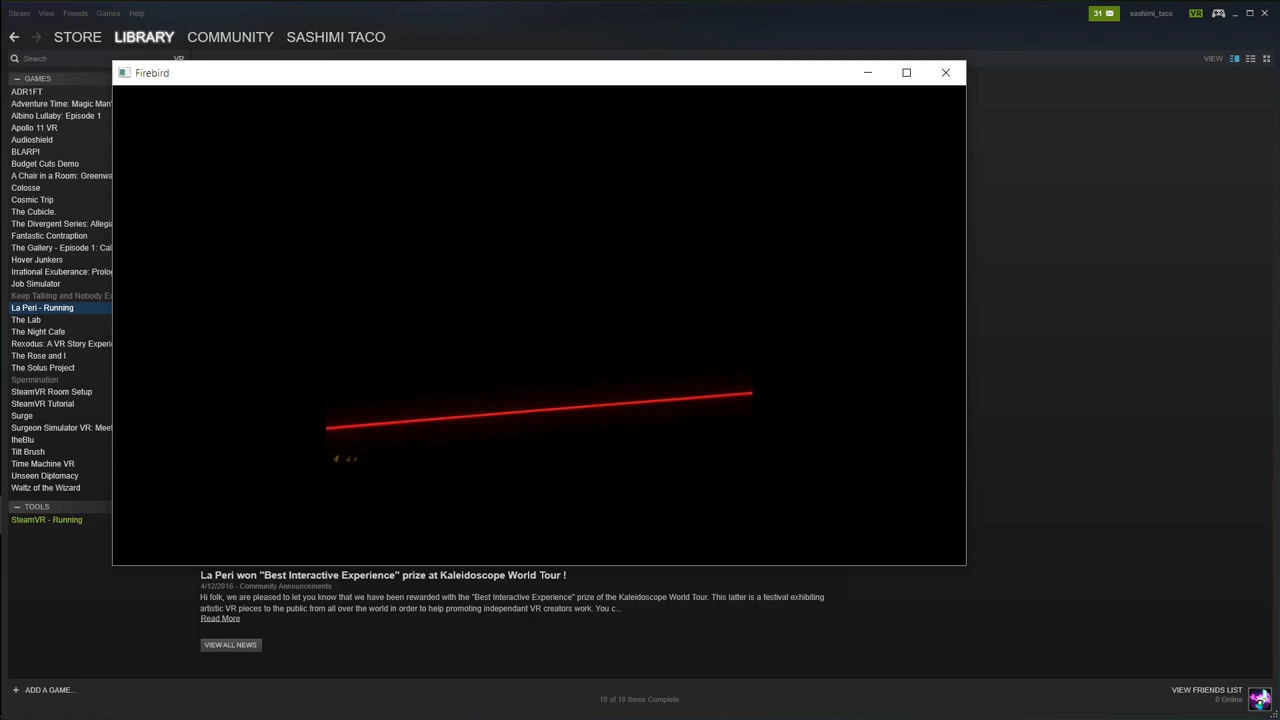 Steam View Friends Games Help
31 sashimi_taco VR
STORE LIBRARY COMMUNITY SASHIMI TACO
Search VR
VIEW
Firebird
— GAMES
ADR1FT
Adventure Time: Magic Man'
Albino Lullaby: Episode 1
Apollo 11 VR
Audioshield
BLARP!
Budget Cuts Demo
A Chair in a Room: Greenwa
Colosse
Cosmic Trip
The Cubicle.
The Divergent Series: Allegia
Fantastic Contraption
The Gallery - Episode 1: Cal
Hover Junkers
Irrational Exuberance: Prolog
Job Simulator
Keep Talking and Nobody Ex
La Peri - Running
The Lab
The Night Cafe
Rexodus: A VR Story Experi
The Rose and I
The Solus Project
Spermination
SteamVR Room Setup
SteamVR Tutorial
Surge
Surgeon Simulator VR: Meet
theBlu
Tilt Brush
Time Machine VR
Unseen Diplomacy
Waltz of the Wizard
— TOOLS
SteamVR - Running
La Peri won "Best Interactive Experience" prize at Kaleidoscope World Tour !
4/12/2016 - Community Announcements
Hi folk, we are pleased to let you know that we have been rewarded with the "Best Interactive Experience" prize of the Kaleidoscope World Tour. This latter is a festival exhibiting
artistic VR pieces to the public from all over the world in order to help promoting independant VR creators work. You c...
Read More
VIEW ALL NEWS
+ ADD A GAME...
10 of 10 Items Complete
VIEW FRIENDS LIST
0 Online